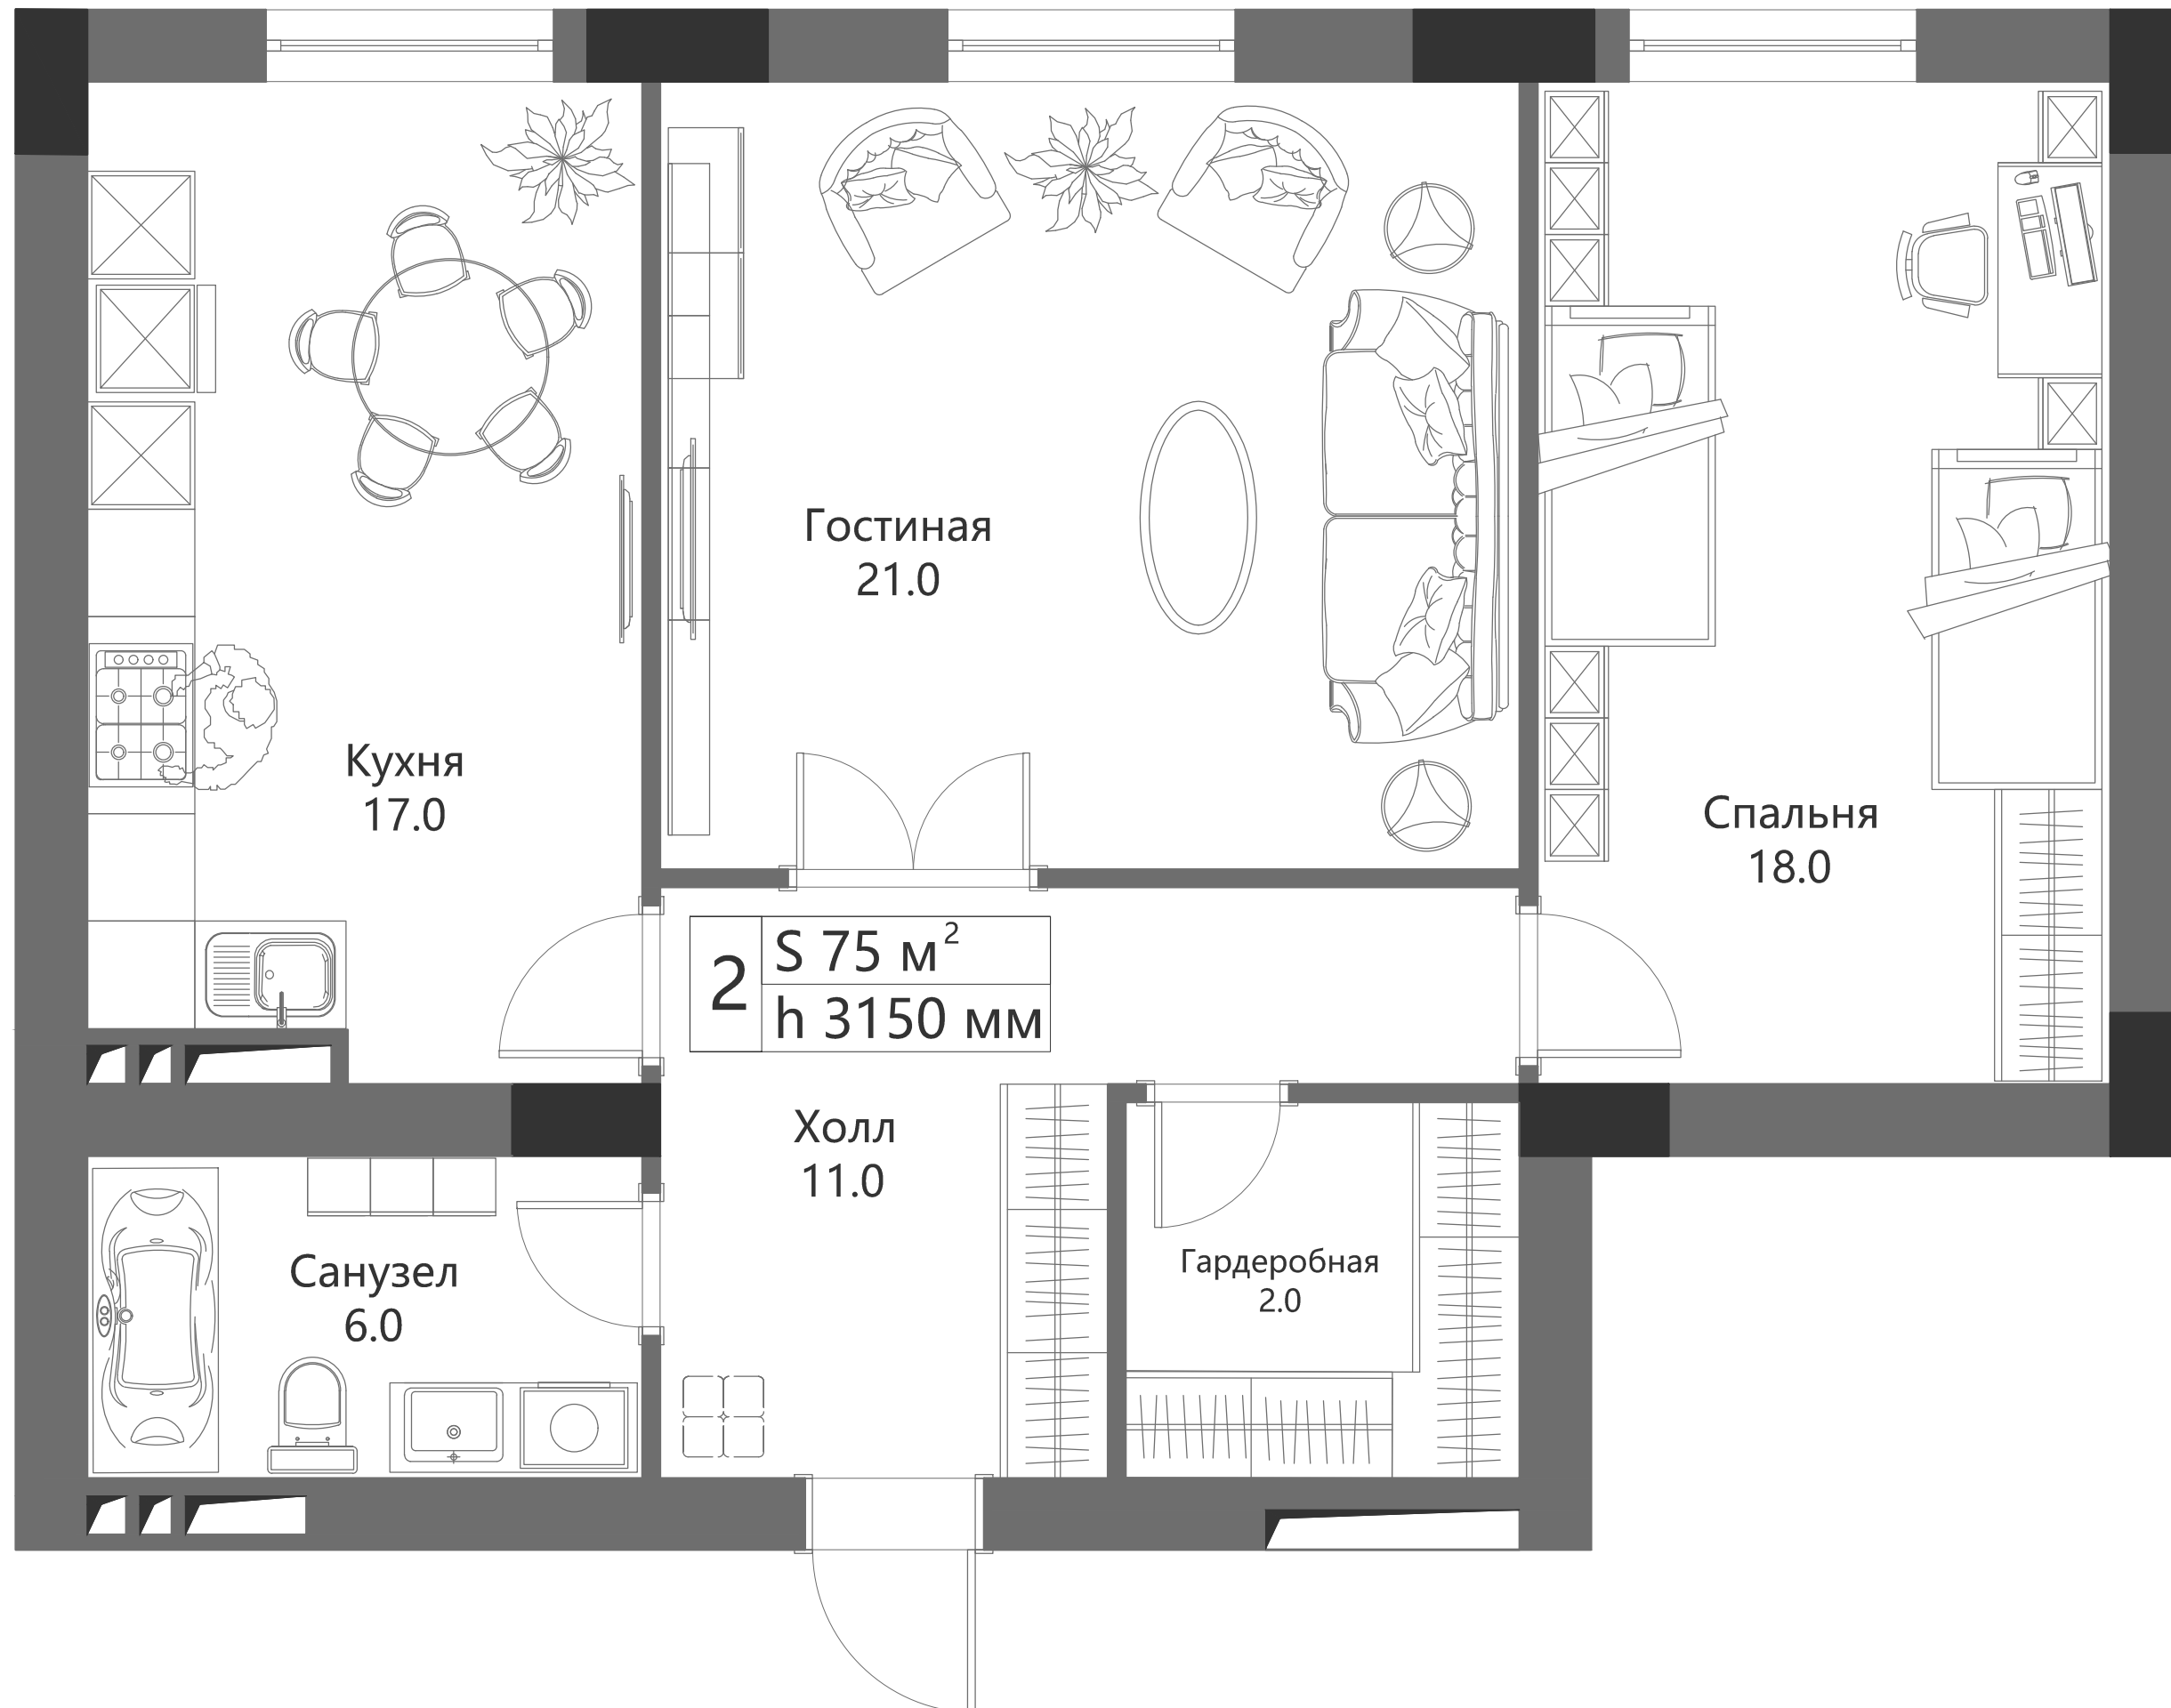 Гостиная
21.0
Кухня
17.0
Спальня
18.0
2
S 75 м²
h 3150 мм
Холл
11.0
Гардеробная
2.0
Санузел
6.0